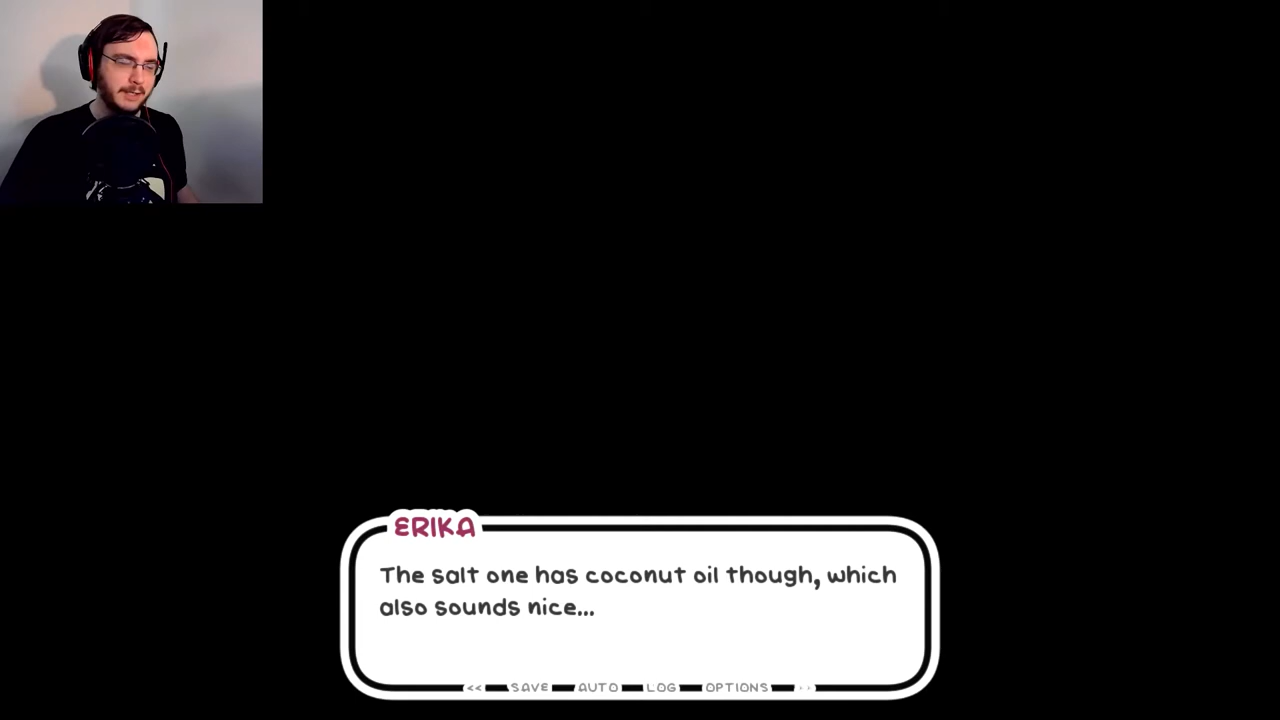 ERIKA
The salt one has coconut oil though, which
also sounds nice...
<< SAVE AUTO LOG OPTIONS >>